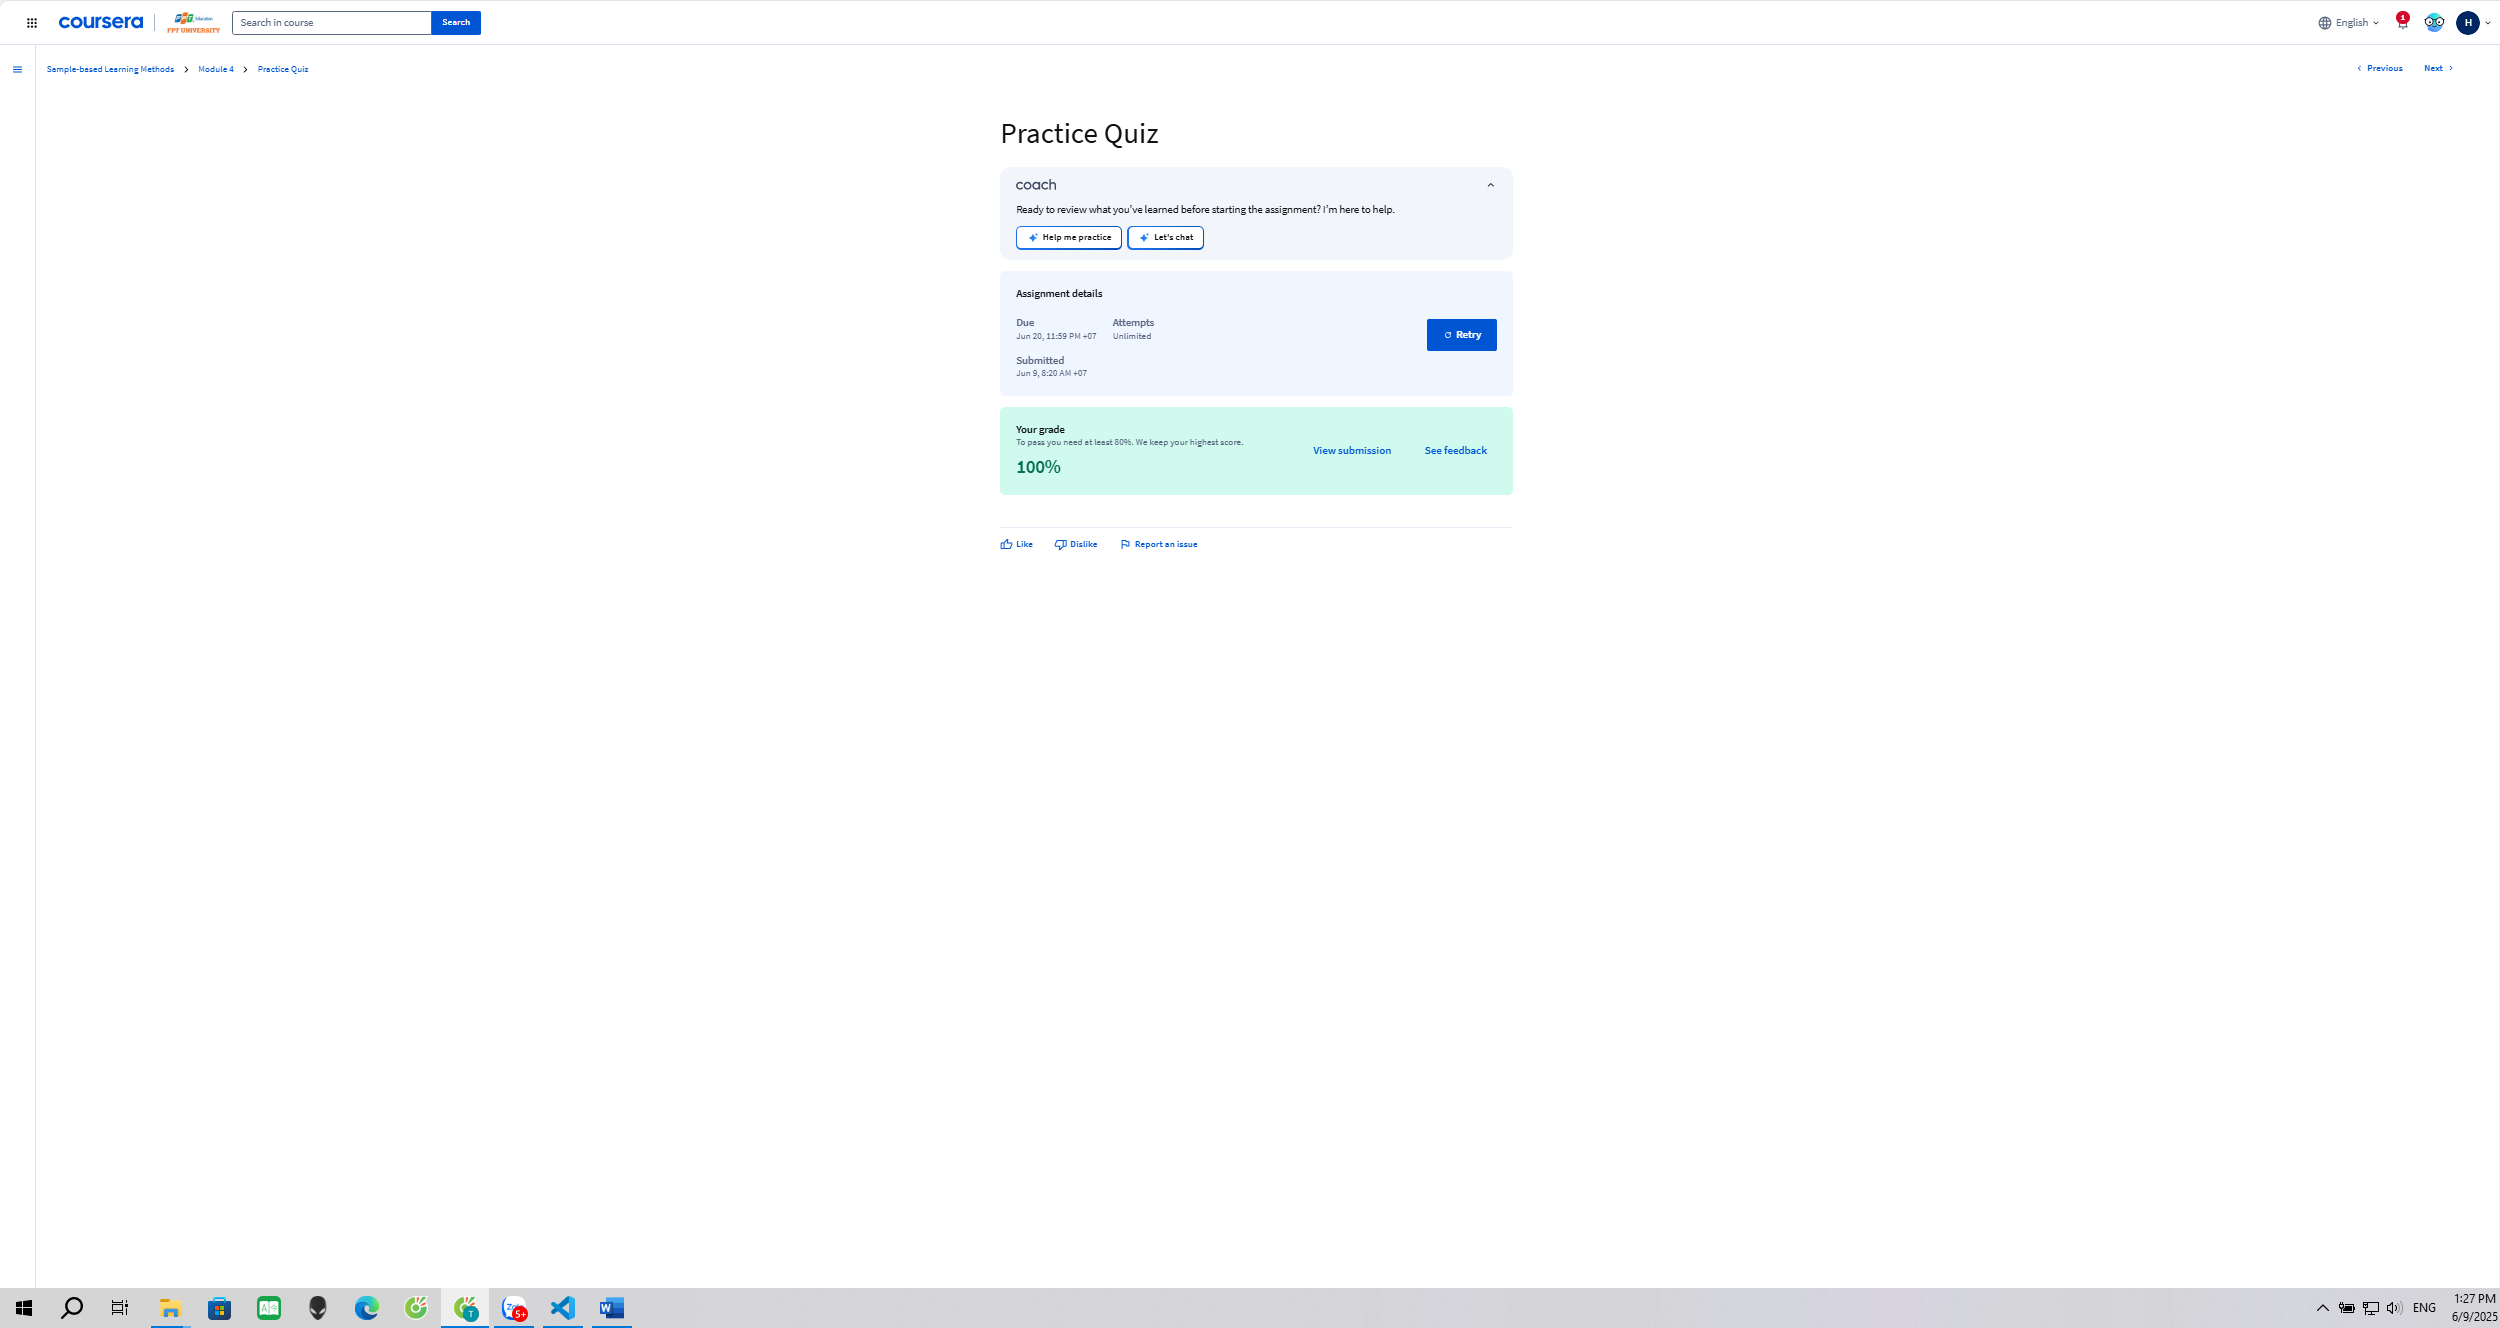 coursera
FPT Education
FPT UNIVERSITY
Search in course
Search
English
1
H
Sample-based Learning Methods
Module 4
Practice Quiz
Previous
Next
Practice Quiz
coach
Ready to review what you've learned before starting the assignment? I'm here to help.
Help me practice
Let's chat
Assignment details
Due
Attempts
Jun 20, 11:59 PM +07
Unlimited
Retry
Submitted
Jun 9, 8:20 AM +07
Your grade
To pass you need at least 80%. We keep your highest score.
View submission
See feedback
100%
Like
Dislike
Report an issue
T
5+
W
ENG
1:27 PM
6/9/2025